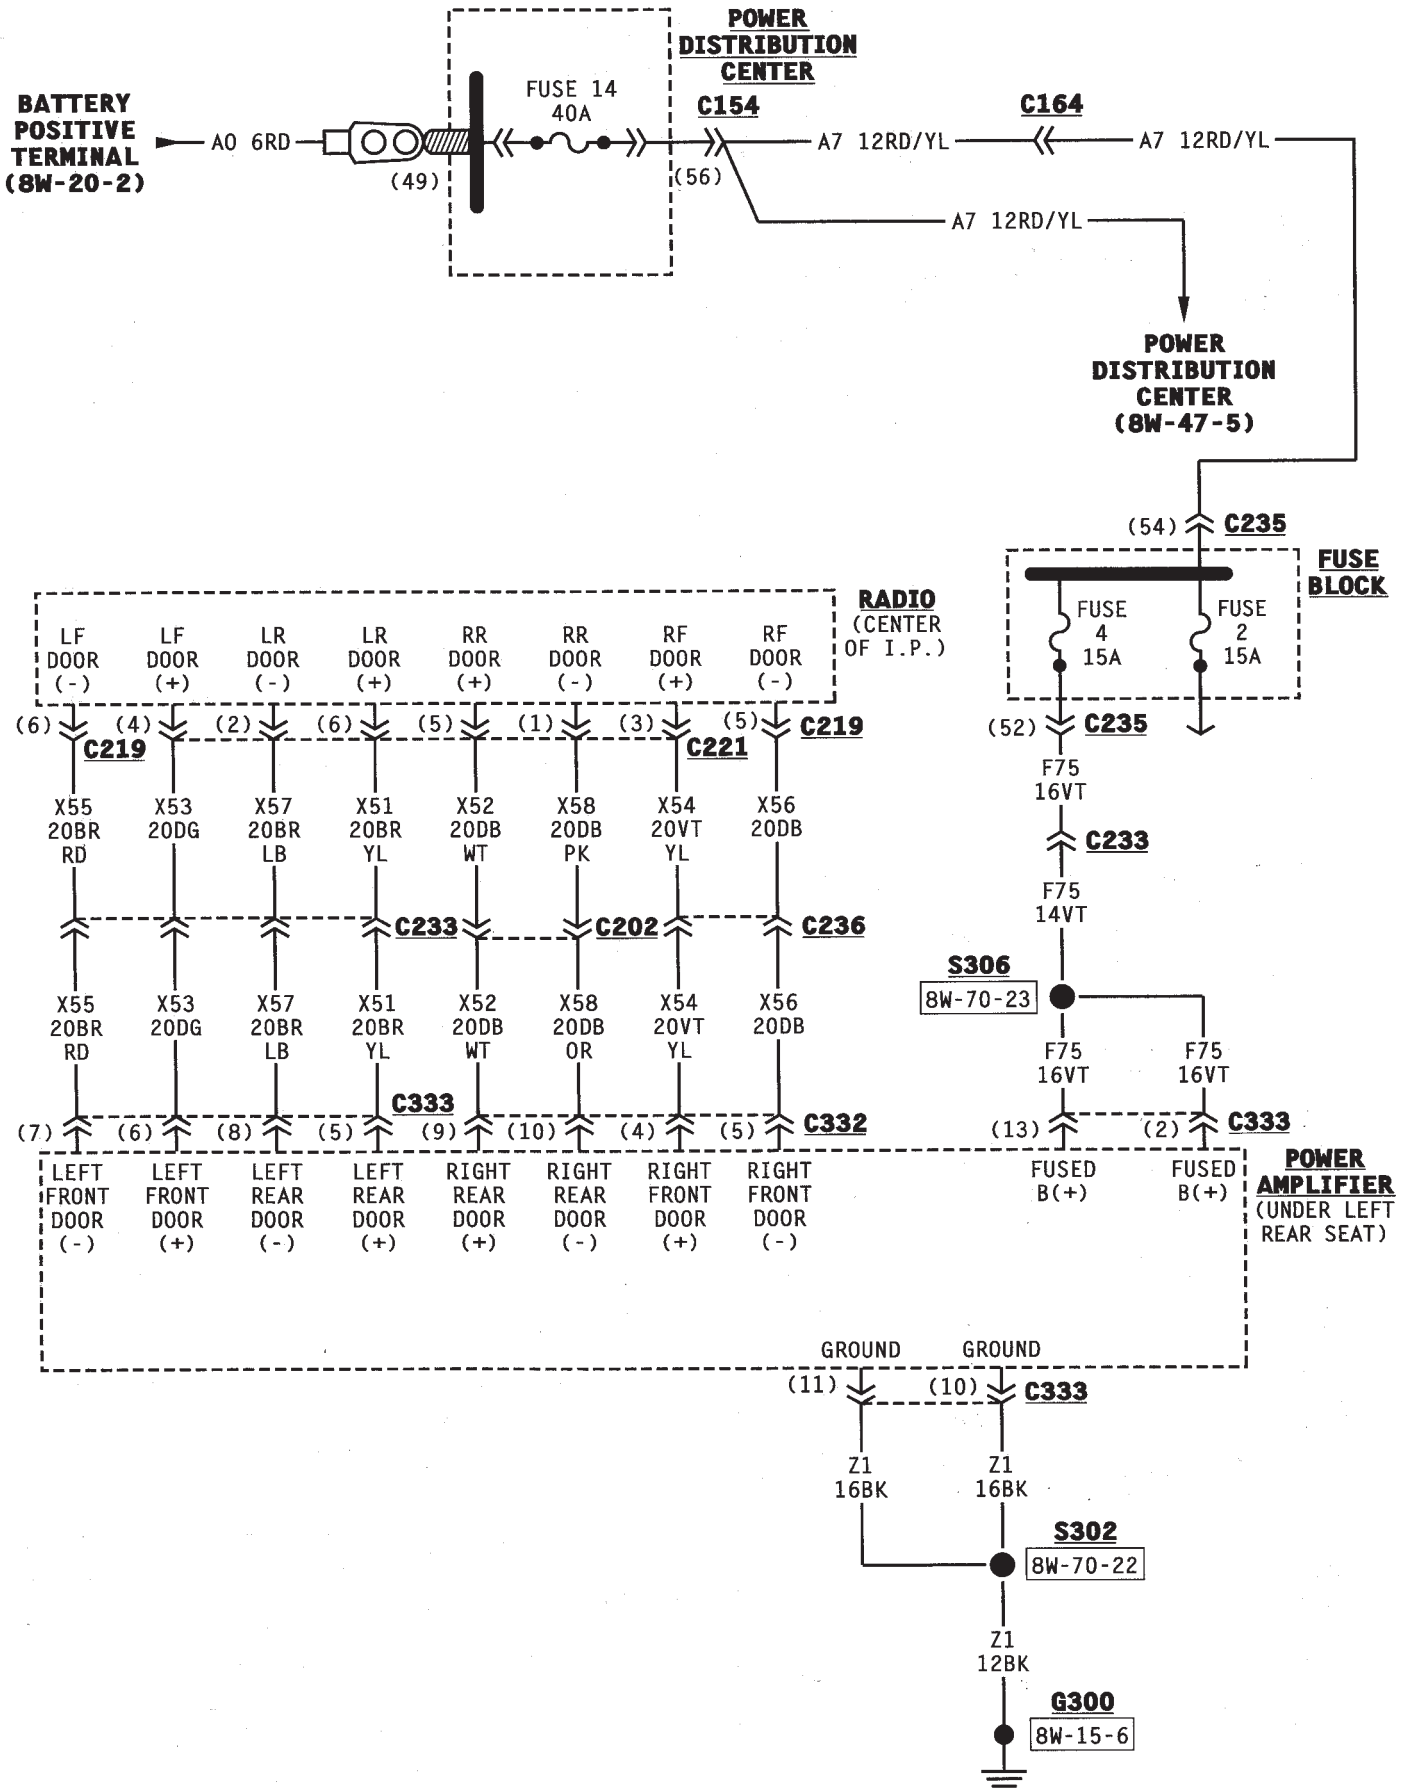 POWER
DISTRIBUTION
CENTER
BATTERY
POSITIVE
TERMINAL
(8W-20-2)
A0 6RD
(49)
FUSE 14
40A
C154
(56)
A7 12RD/YL
C164
A7 12RD/YL
A7 12RD/YL
POWER
DISTRIBUTION
CENTER
(8W-47-5)
(54) C235
FUSE
BLOCK
FUSE
4
15A
FUSE
2
15A
(52) C235
F75
16VT
C233
F75
14VT
S306
8W-70-23
F75
16VT
F75
16VT
(13) (2) C333
RADIO
(CENTER
OF I.P.)
LF LF LR LR RR RR RF RF
DOOR DOOR DOOR DOOR DOOR DOOR DOOR DOOR
(-) (+) (-) (+) (+) (-) (+) (-)
(6) (4) (2) (6) (5) (1) (3) (5) C219
C219 C221
X55 X53 X57 X51 X52 X58 X54 X56
20BR 20DG 20BR 20BR 20DB 20DB 20VT 20DB
RD LB YL WT PK YL
C233 C202 C236
X55 X53 X57 X51 X52 X58 X54 X56
20BR 20DG 20BR 20BR 20DB 20DB 20VT 20DB
RD LB YL WT OR YL
C333
(7) (6) (8) (5) (9) (10) (4) (5) C332
LEFT LEFT LEFT LEFT RIGHT RIGHT RIGHT RIGHT
FRONT FRONT REAR REAR REAR REAR FRONT FRONT
DOOR DOOR DOOR DOOR DOOR DOOR DOOR DOOR
(-) (+) (-) (+) (+) (-) (+) (-)
FUSED FUSED
B(+) B(+)
POWER
AMPLIFIER
(UNDER LEFT
REAR SEAT)
GROUND GROUND
(11) (10) C333
Z1 Z1
16BK 16BK
S302
8W-70-22
Z1
12BK
G300
8W-15-6